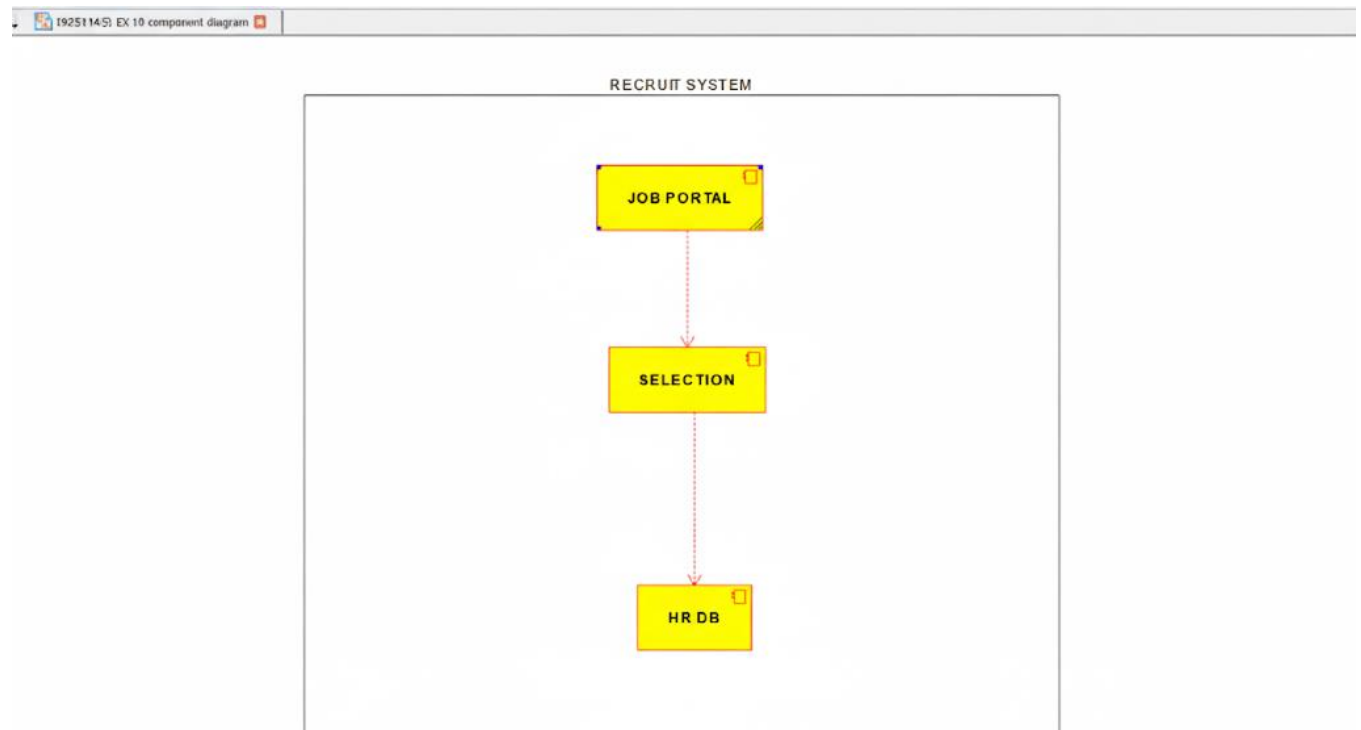 EX 10 component diagram
RECRUIT SYSTEM
JOB PORTAL
SELECTION
HR DB